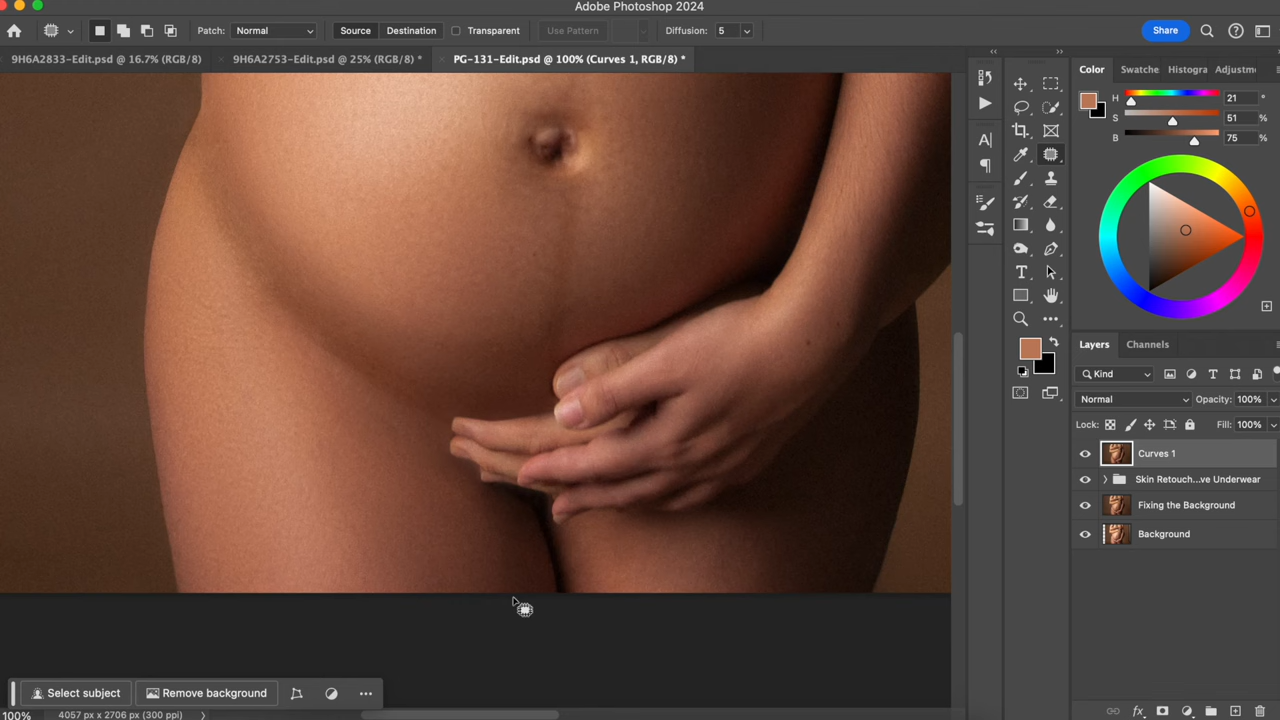 Adobe Photoshop 2024
Patch: Normal Source Destination Transparent Use Pattern Diffusion: 5 Share
9H6A2833-Edit.psd @ 16.7% (RGB/8) 9H6A2753-Edit.psd @ 25% (RGB/8) * PG-131-Edit.psd @ 100% (Curves 1, RGB/8) *
Color Swatche Histogra Adjustm
H 21 °
S 51 %
B 75 %
Layers Channels
Kind
Normal Opacity: 100%
Lock: Fill: 100%
Curves 1
Skin Retouch...ve Underwear
Fixing the Background
Background
Select subject Remove background
100% 4057 px x 2706 px (300 ppi)